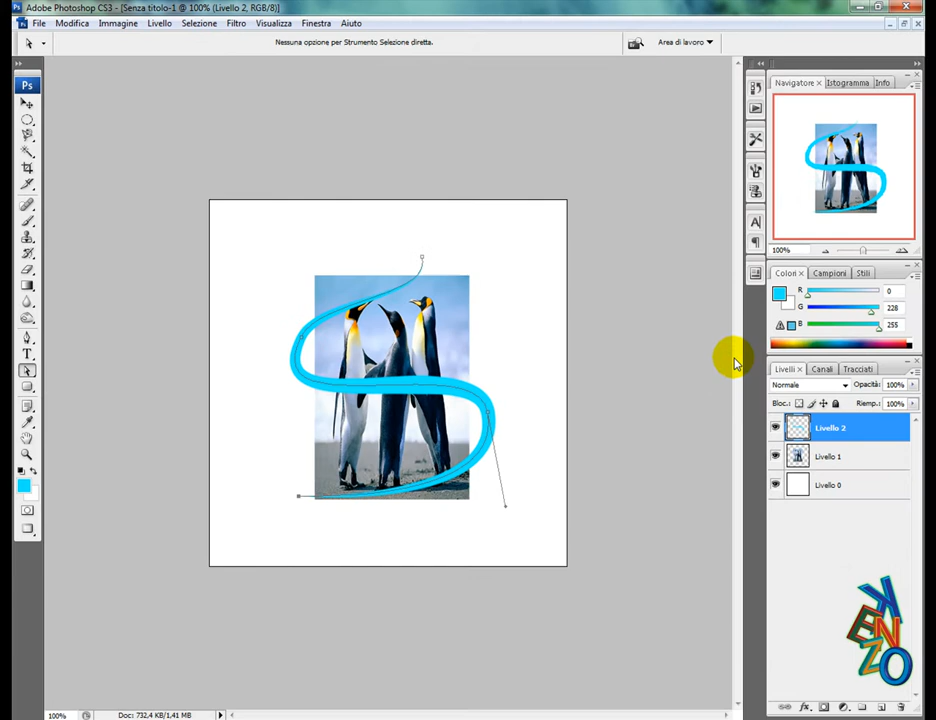 Adobe Photoshop CS3 - [Senza titolo-1 @ 100% (Livello 2, RGB/8)]
File Modifica Immagine Livello Selezione Filtro Visualizza Finestra Aiuto
Nessuna opzione per Strumento Selezione diretta.
Area di lavoro
Ps
Navigatore Istogramma Info
100%
Colori Campioni Stili
R 0
G 228
B 255
Livelli Canali Tracciati
Normale Opacità: 100%
Bloc.: Riemp.: 100%
Livello 2
Livello 1
Livello 0
KENZO
100% Doc: 732,4 KB/1,41 MB